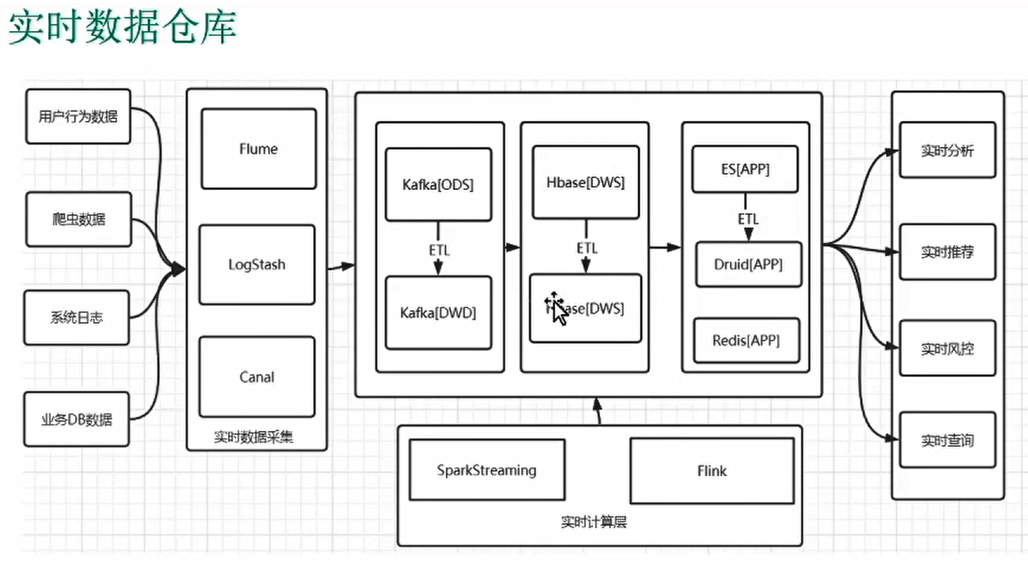 实时数据仓库
用户行为数据
爬虫数据
系统日志
业务DB数据
Flume
LogStash
Canal
实时数据采集
Kafka[ODS]
ETL
Kafka[DWD]
Hbase[DWS]
ETL
base[DWS]
ES[APP]
ETL
Druid[APP]
Redis[APP]
SparkStreaming
Flink
实时计算层
实时分析
实时推荐
实时风控
实时查询